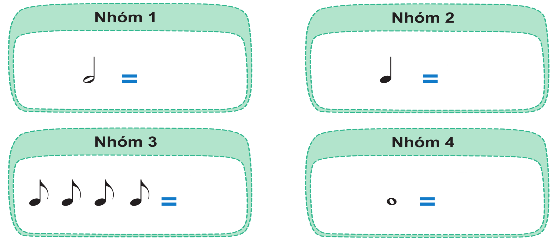 Nhóm 1
=
Nhóm 2
=
Nhóm 3
=
Nhóm 4
=